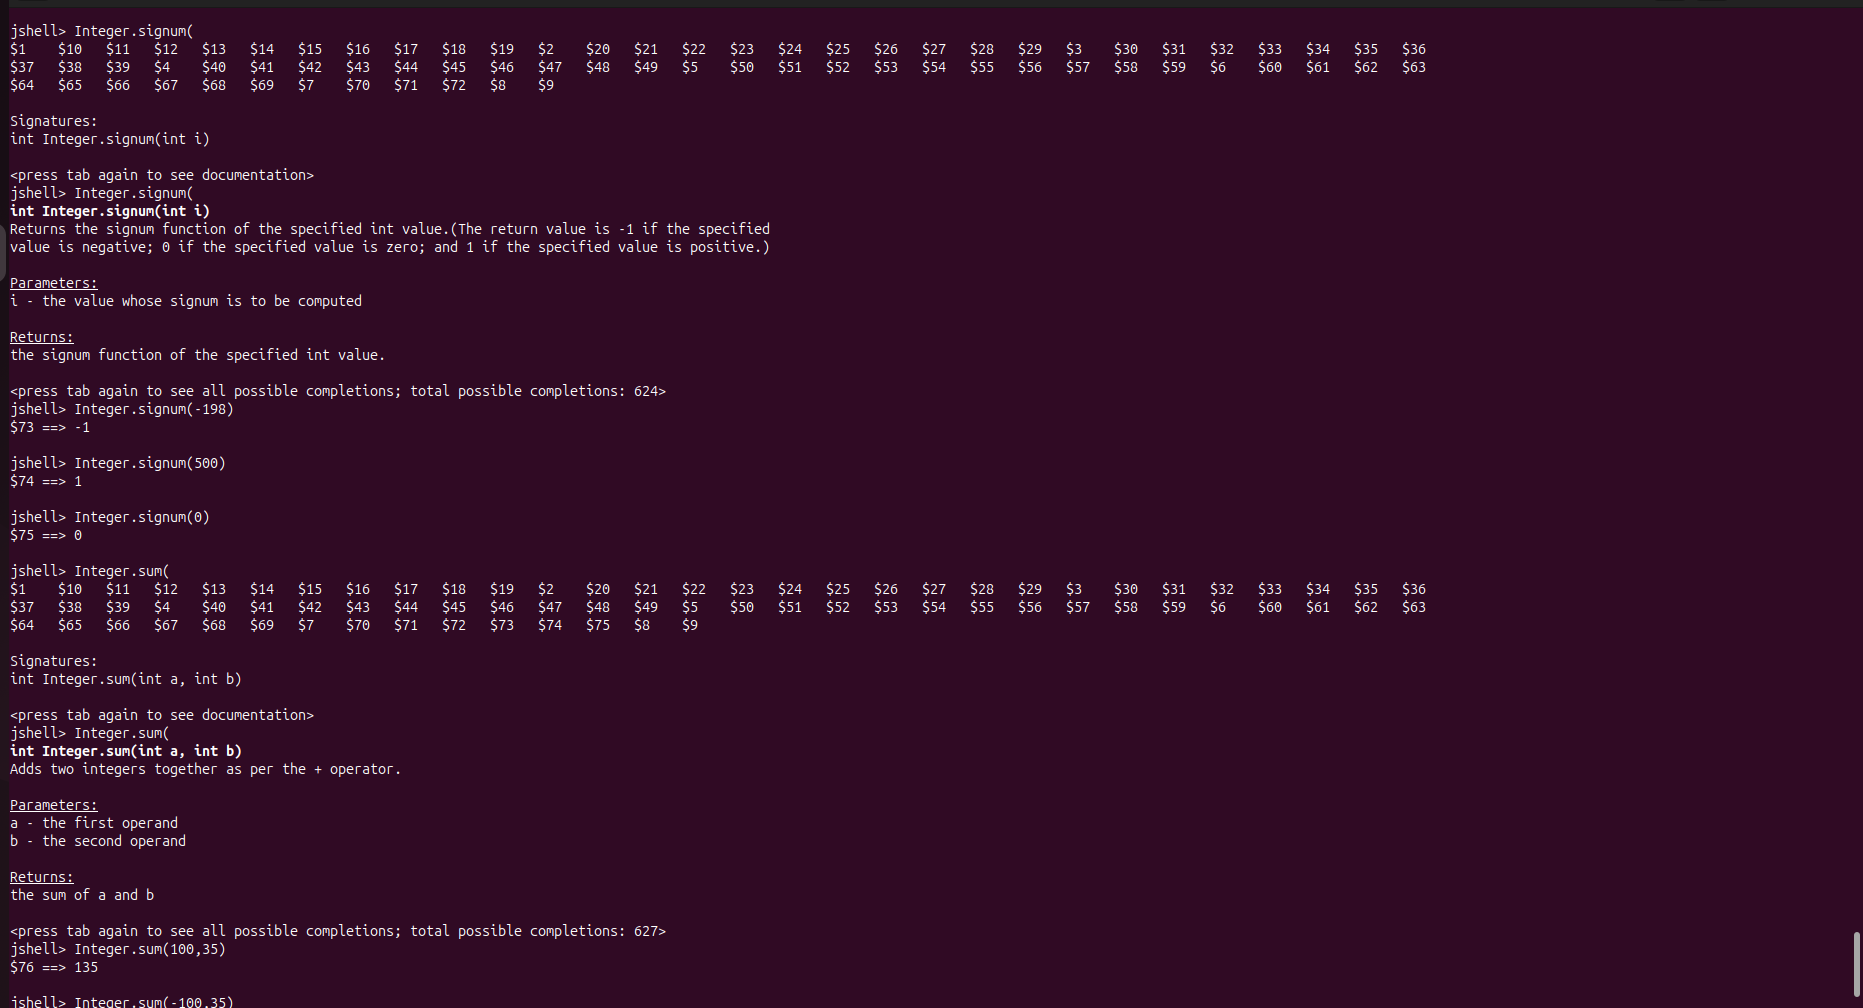 jshell> Integer.signum(
$1 $10 $11 $12 $13 $14 $15 $16 $17 $18 $19 $2 $20 $21 $22 $23 $24 $25 $26 $27 $28 $29 $3 $30 $31 $32 $33 $34 $35 $36
$37 $38 $39 $4 $40 $41 $42 $43 $44 $45 $46 $47 $48 $49 $5 $50 $51 $52 $53 $54 $55 $56 $57 $58 $59 $6 $60 $61 $62 $63
$64 $65 $66 $67 $68 $69 $7 $70 $71 $72 $8 $9
Signatures:
int Integer.signum(int i)
<press tab again to see documentation>
jshell> Integer.signum(
int Integer.signum(int i)
Returns the signum function of the specified int value.(The return value is -1 if the specified
value is negative; 0 if the specified value is zero; and 1 if the specified value is positive.)
Parameters:
i - the value whose signum is to be computed
Returns:
the signum function of the specified int value.
<press tab again to see all possible completions; total possible completions: 624>
jshell> Integer.signum(-198)
$73 ==> -1
jshell> Integer.signum(500)
$74 ==> 1
jshell> Integer.signum(0)
$75 ==> 0
jshell> Integer.sum(
$1 $10 $11 $12 $13 $14 $15 $16 $17 $18 $19 $2 $20 $21 $22 $23 $24 $25 $26 $27 $28 $29 $3 $30 $31 $32 $33 $34 $35 $36
$37 $38 $39 $4 $40 $41 $42 $43 $44 $45 $46 $47 $48 $49 $5 $50 $51 $52 $53 $54 $55 $56 $57 $58 $59 $6 $60 $61 $62 $63
$64 $65 $66 $67 $68 $69 $7 $70 $71 $72 $73 $74 $75 $8 $9
Signatures:
int Integer.sum(int a, int b)
<press tab again to see documentation>
jshell> Integer.sum(
int Integer.sum(int a, int b)
Adds two integers together as per the + operator.
Parameters:
a - the first operand
b - the second operand
Returns:
the sum of a and b
<press tab again to see all possible completions; total possible completions: 627>
jshell> Integer.sum(100,35)
$76 ==> 135
jshell> Integer.sum(-100,35)